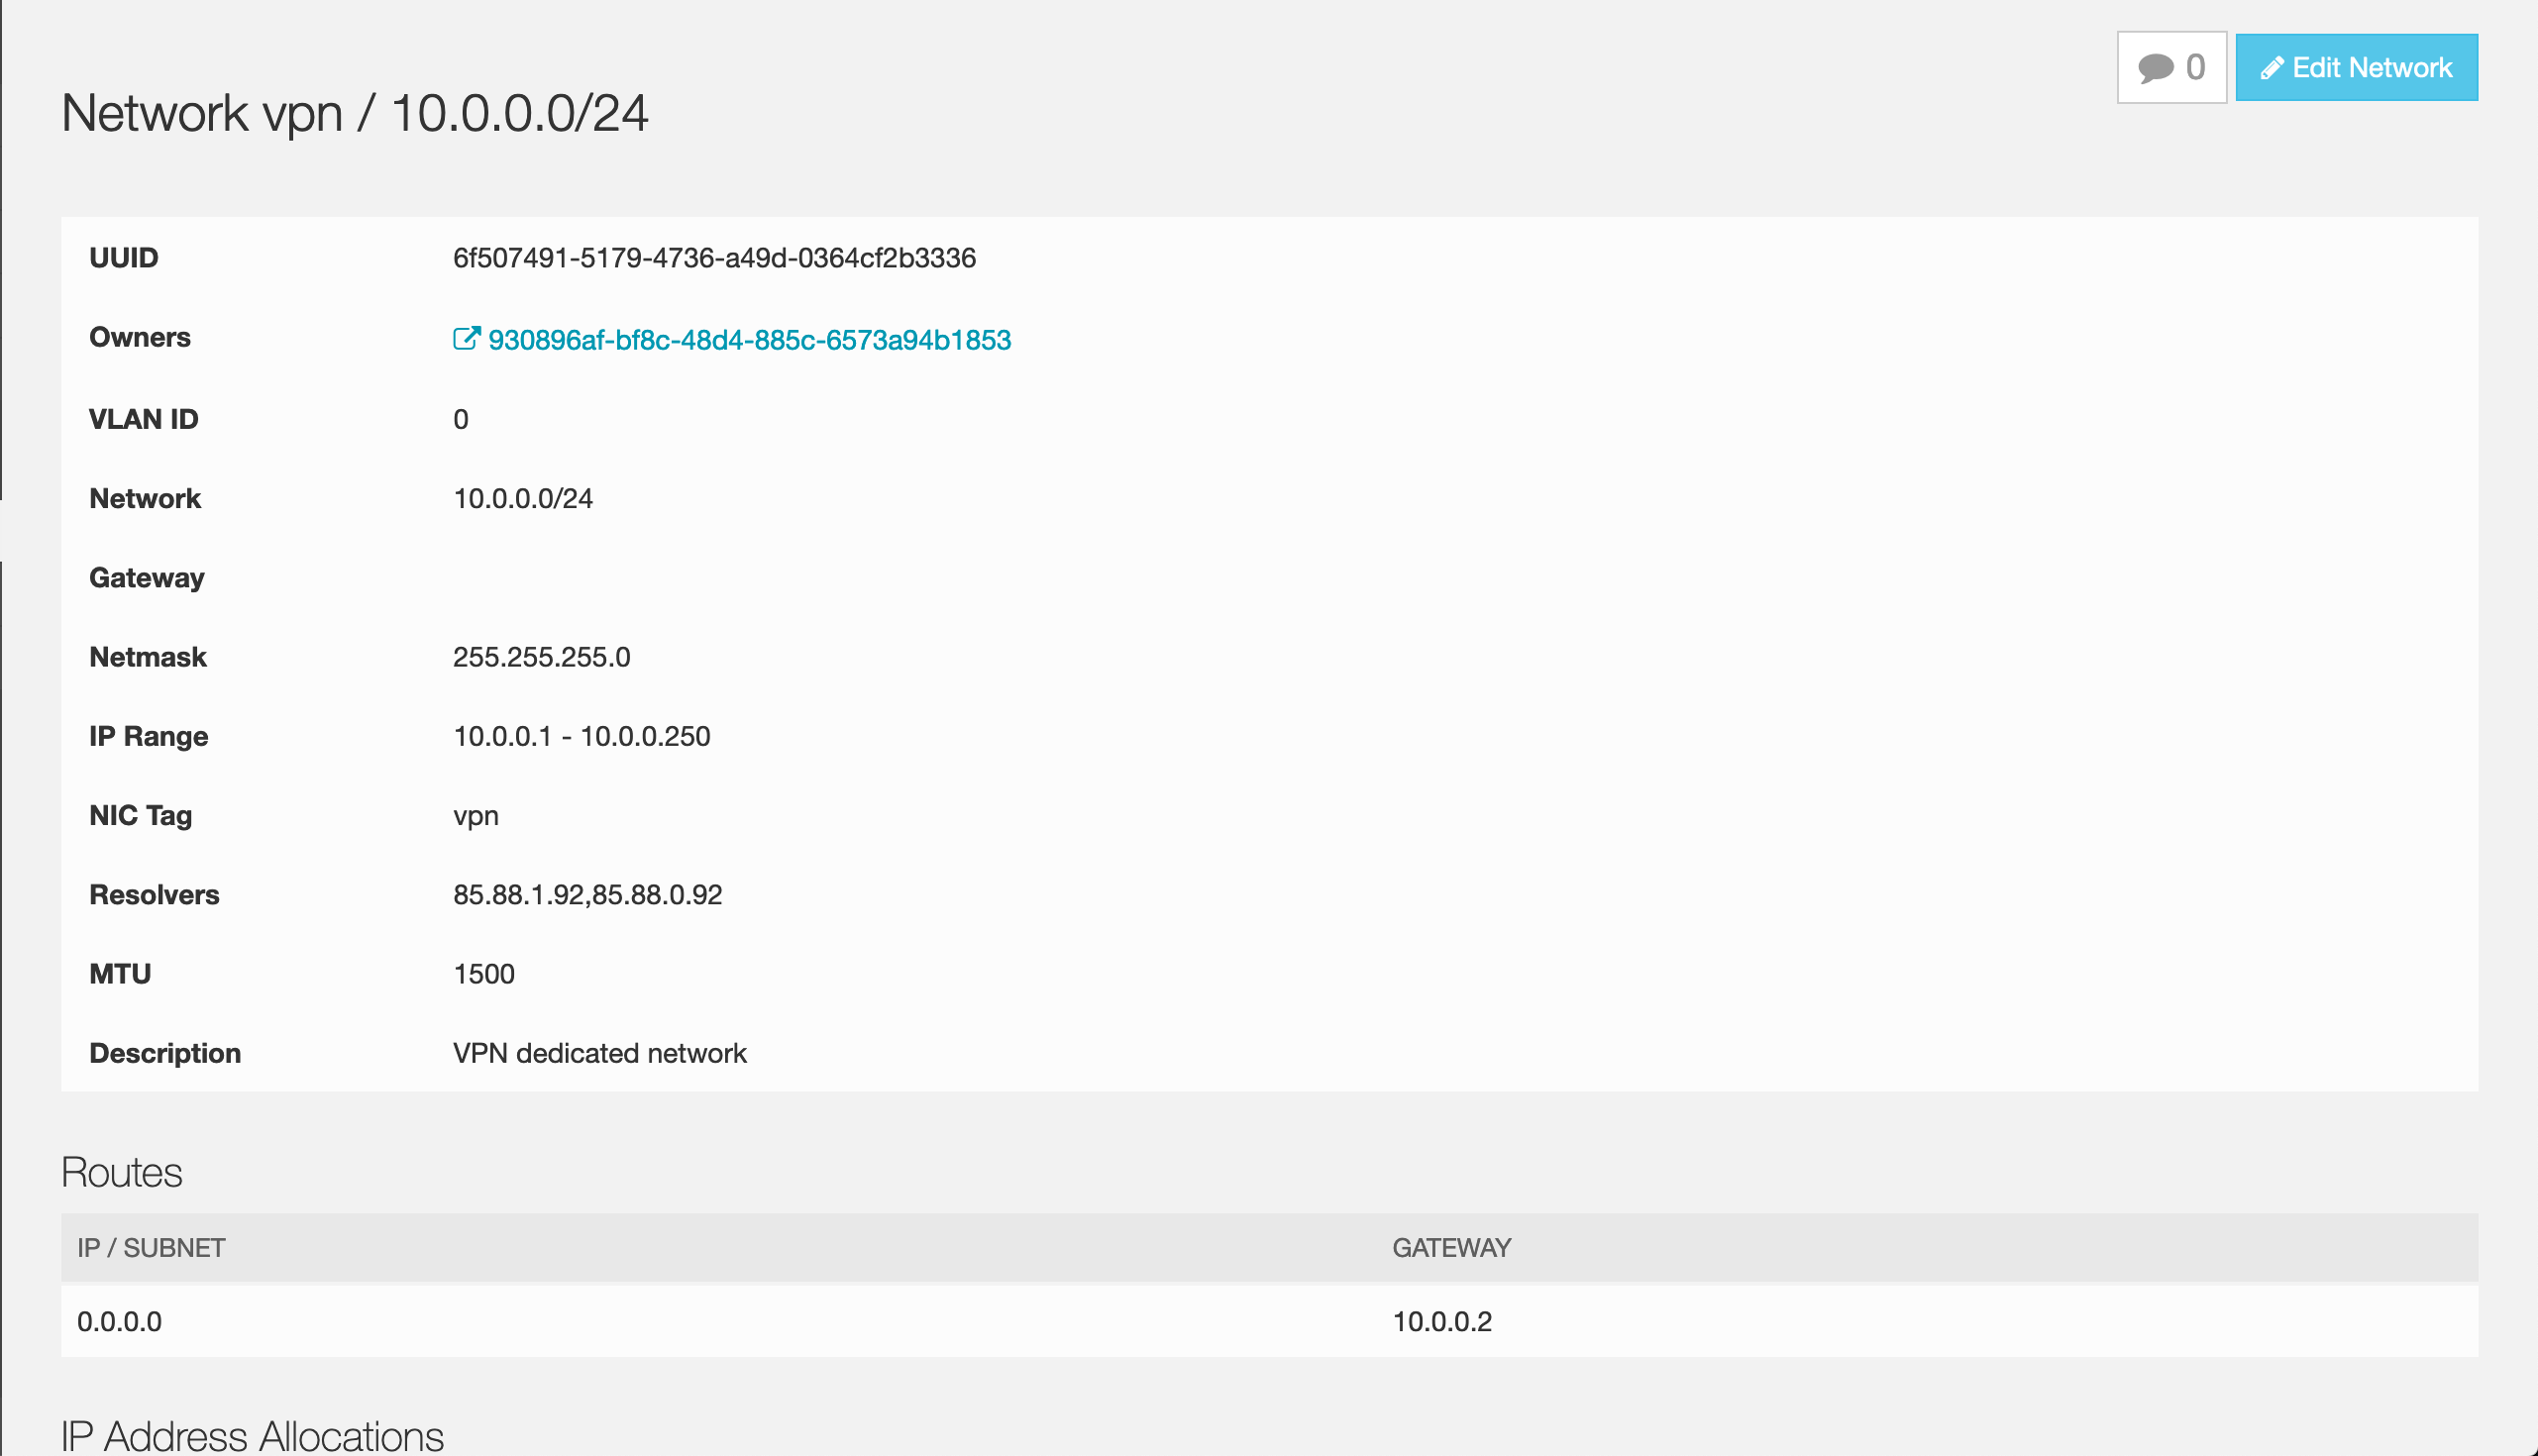 0
Edit Network
Network vpn / 10.0.0.0/24
UUID 6f507491-5179-4736-a49d-0364cf2b3336
Owners 930896af-bf8c-48d4-885c-6573a94b1853
VLAN ID 0
Network 10.0.0.0/24
Gateway
Netmask 255.255.255.0
IP Range 10.0.0.1 - 10.0.0.250
NIC Tag vpn
Resolvers 85.88.1.92,85.88.0.92
MTU 1500
Description VPN dedicated network
Routes
IP / SUBNET GATEWAY
0.0.0.0 10.0.0.2
IP Address Allocations